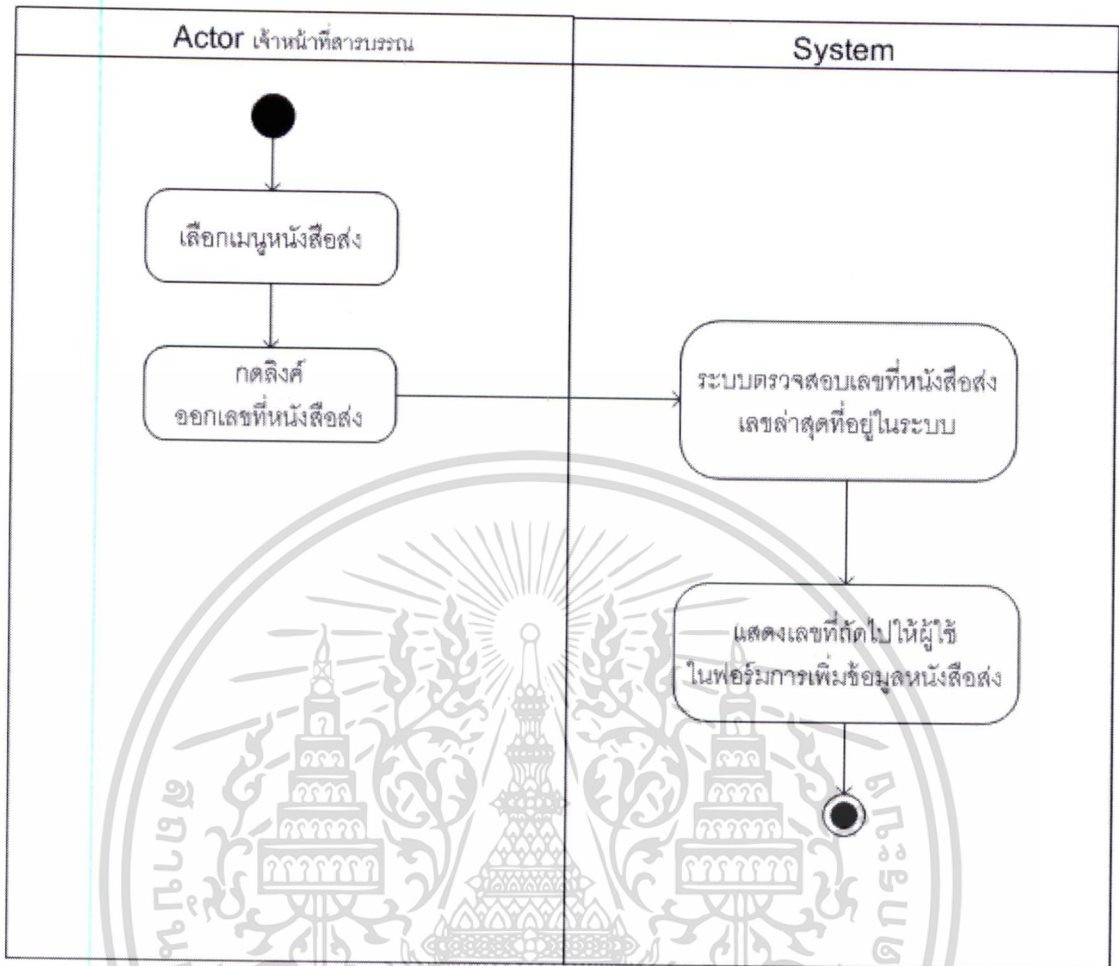 Actor เจ้าหน้าที่สารบรรณ
System
เลือกเมนูหนังสือส่ง
กดลิงค์
ออกเลขที่หนังสือส่ง
ระบบตรวจสอบเลขที่หนังสือส่ง
เลขล่าสุดที่อยู่ในระบบ
แสดงเลขที่ถัดไปให้ผู้ใช้
ในฟอร์มการเพิ่มข้อมูลหนังสือส่ง